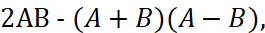 2AB - (A + B)(A − B),